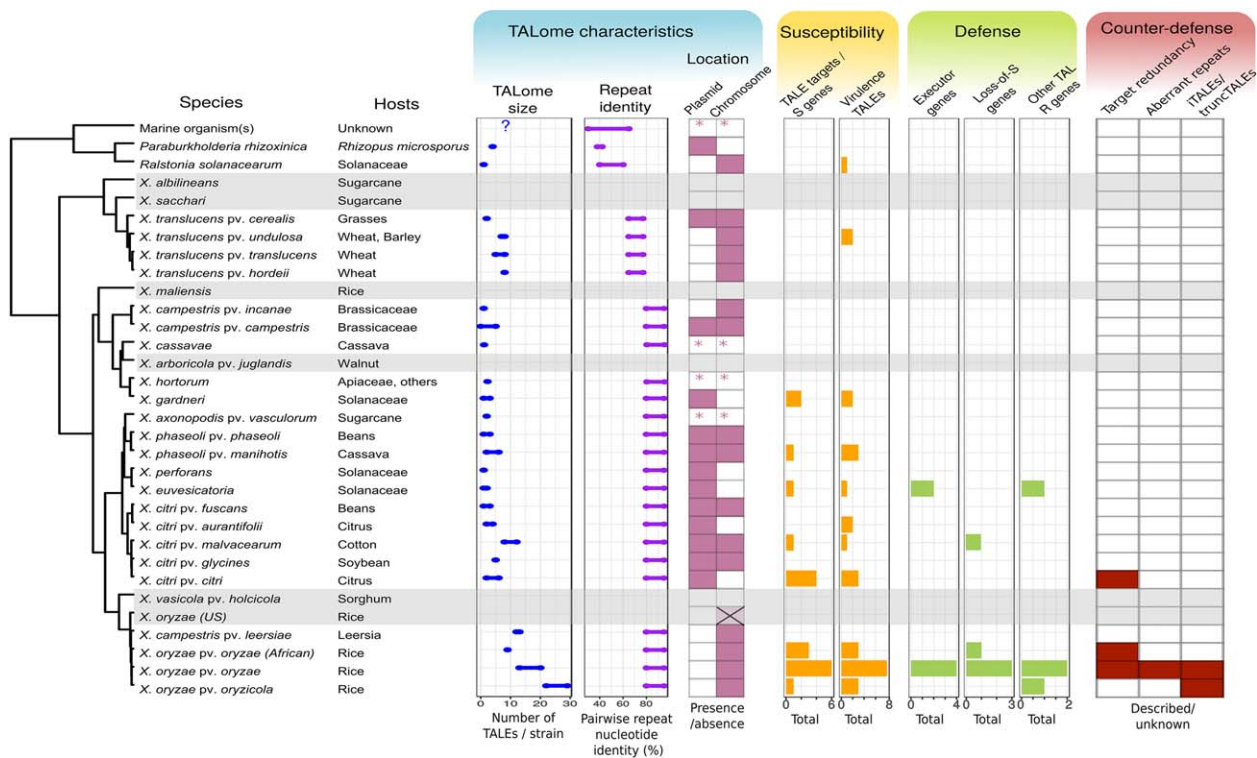 TALome characteristics
Susceptibility
Defense
Counter-defense
Location
Species
Hosts
TALome
size
Repeat
identity
Plasmid
Chromosome
TALE targets /
S genes
Virulence
TALEs
Executor
genes
Loss-of-S
genes
Other TAL
R genes
Target redundancy
Aberrant repeats
iTALEs/
truncTALEs
Marine organism(s) Unknown ? * *
Paraburkholderia rhizoxinica Rhizopus microsporus
Ralstonia solanacearum Solanaceae
X. albilineans Sugarcane
X. sacchari Sugarcane
X. translucens pv. cerealis Grasses
X. translucens pv. undulosa Wheat, Barley
X. translucens pv. translucens Wheat
X. translucens pv. hordeii Wheat
X. maliensis Rice
X. campestris pv. incanae Brassicaceae
X. campestris pv. campestris Brassicaceae
X. cassavae Cassava * *
X. arboricola pv. juglandis Walnut
X. hortorum Apiaceae, others * *
X. gardneri Solanaceae
X. axonopodis pv. vasculorum Sugarcane * *
X. phaseoli pv. phaseoli Beans
X. phaseoli pv. manihotis Cassava
X. perforans Solanaceae
X. euvesicatoria Solanaceae
X. citri pv. fuscans Beans
X. citri pv. aurantifolii Citrus
X. citri pv. malvacearum Cotton
X. citri pv. glycines Soybean
X. citri pv. citri Citrus
X. vasicola pv. holcicola Sorghum
X. oryzae (US) Rice
X. campestris pv. leersiae Leersia
X. oryzae pv. oryzae (African) Rice
X. oryzae pv. oryzae Rice
X. oryzae pv. oryzicola Rice
0 10 20 30
40 60 80
0 6
0 8
0 4
0 3
0 2
Number of
TALEs / strain
Pairwise repeat
nucleotide
identity (%)
Presence
/absence
Total
Total
Total
Total
Total
Described/
unknown